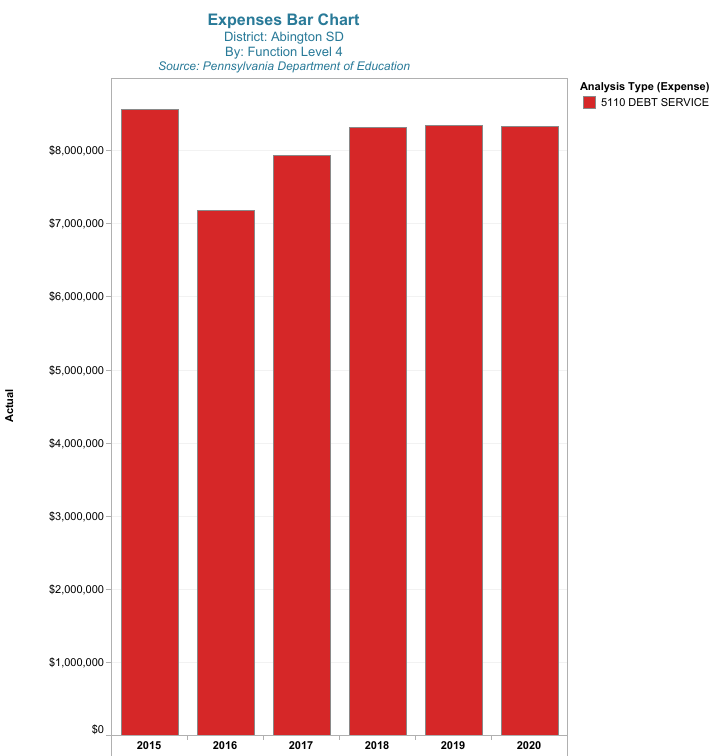 Expenses Bar Chart
District: Abington SD
By: Function Level 4
Source: Pennsylvania Department of Education
Analysis Type (Expense)
5110 DEBT SERVICE
$8,000,000
$7,000,000
$6,000,000
$5,000,000
$4,000,000
$3,000,000
$2,000,000
$1,000,000
$0
Actual
2015 2016 2017 2018 2019 2020